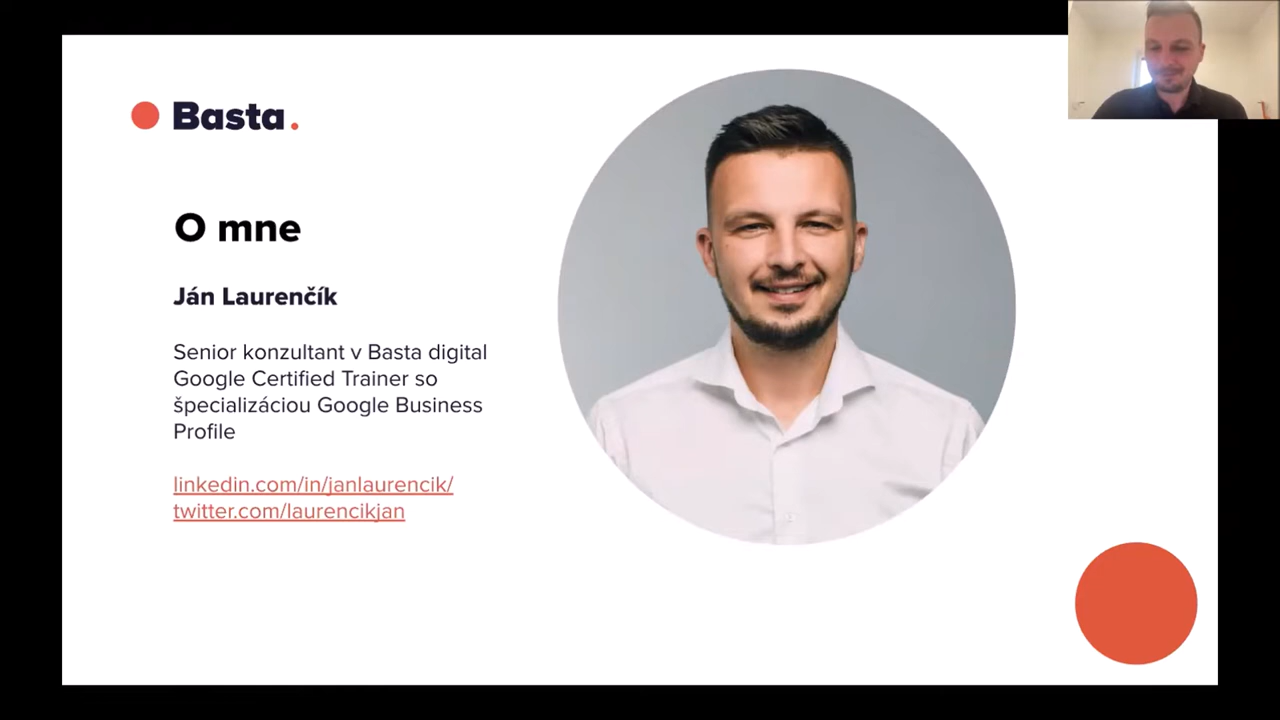 Basta.
O mne
Ján Laurenčík
Senior konzultant v Basta digital
Google Certified Trainer so
špecializáciou Google Business
Profile
linkedin.com/in/janlaurencik/
twitter.com/laurencikjan